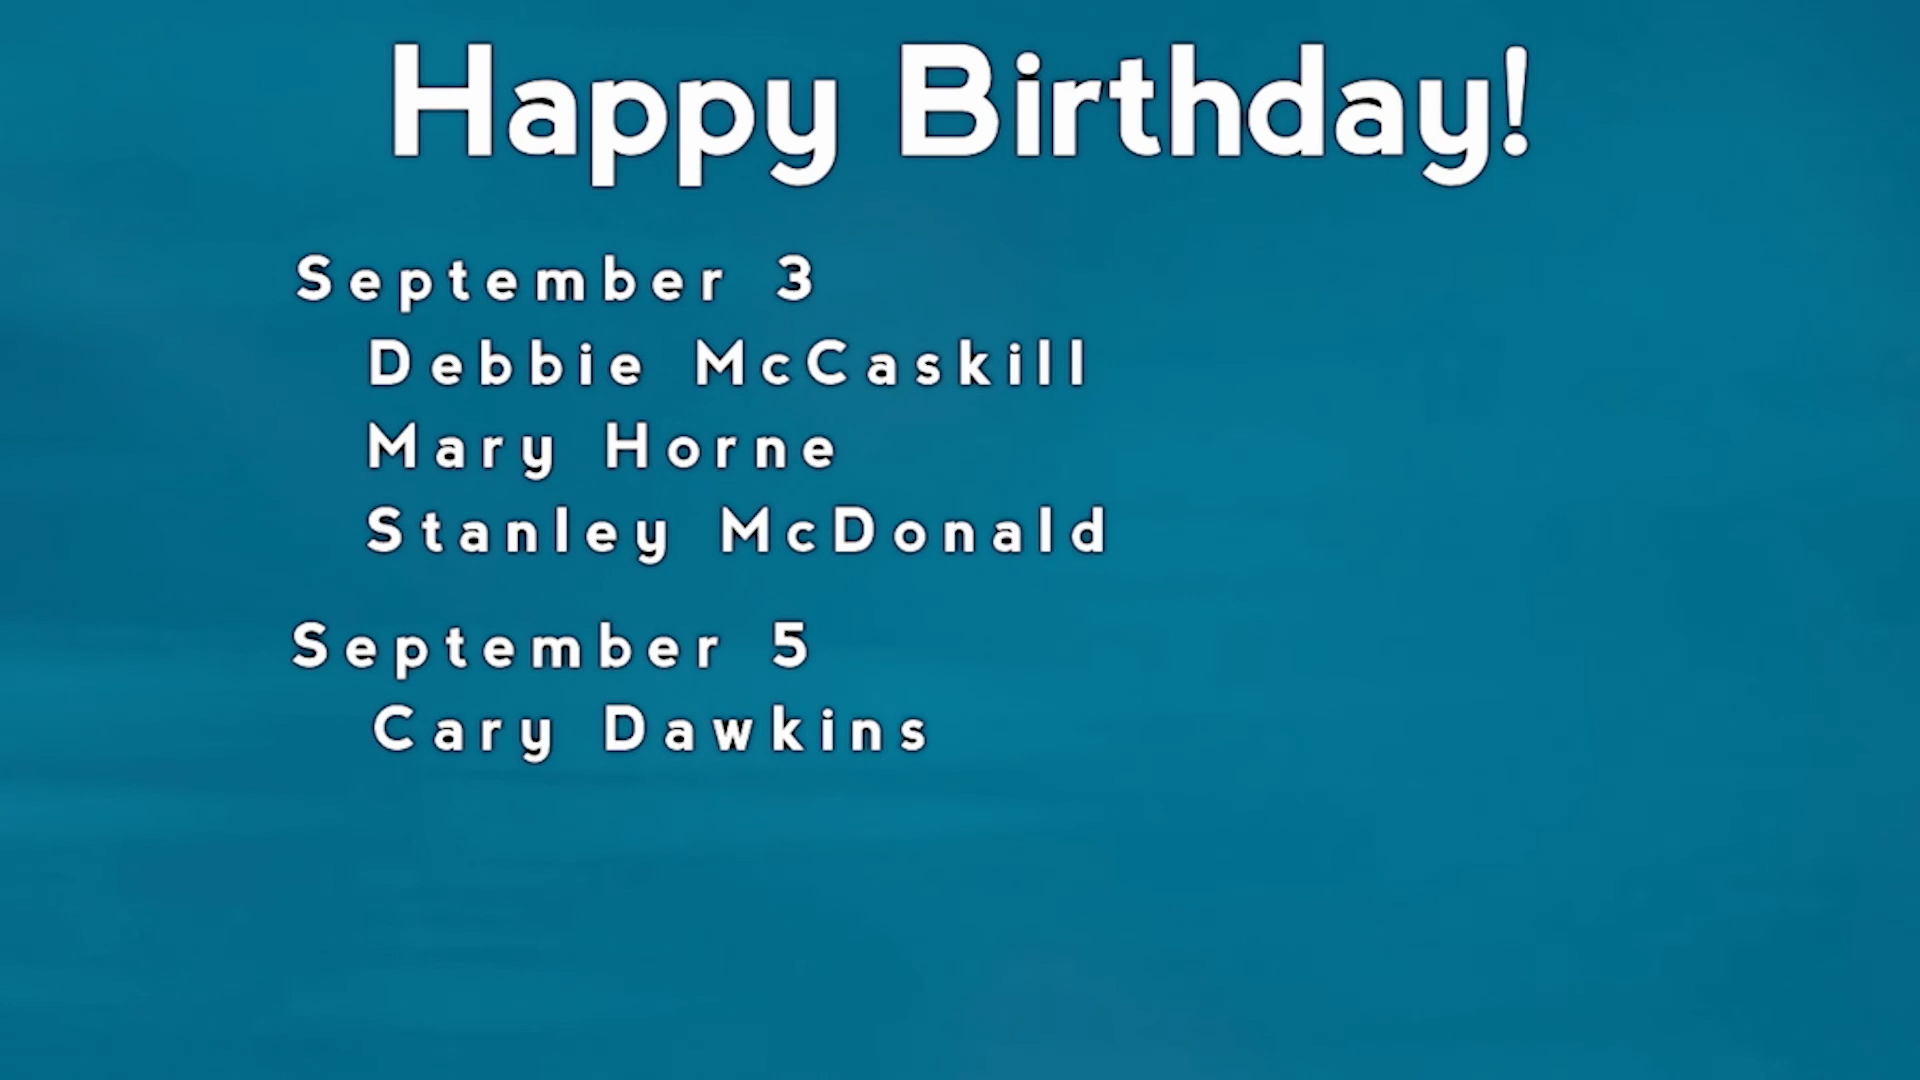 Happy Birthday!
September 3
Debbie McCaskill
Mary Horne
Stanley McDonald
September 5
Cary Dawkins